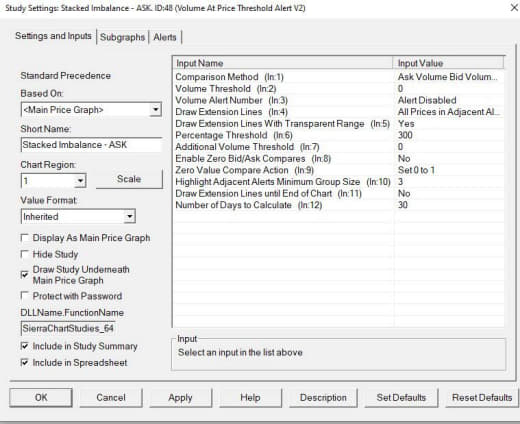 Study Settings: Stacked Imbalance - ASK. ID:48 (Volume At Price Threshold Alert V2)
Settings and Inputs
Subgraphs
Alerts
Standard Precedence
Based On:
<Main Price Graph>
Short Name:
Stacked Imbalance - ASK
Chart Region:
1
Scale
Value Format:
Inherited
Display As Main Price Graph
Hide Study
Draw Study Underneath
Main Price Graph
Protect with Password
DLLName.FunctionName
SierraChartStudies_64
Include in Study Summary
Include in Spreadsheet
Input Name Input Value
Comparison Method (In:1) Ask Volume Bid Volum...
Volume Threshold (In:2) 0
Volume Alert Number (In:3) Alert Disabled
Draw Extension Lines (In:4) All Prices in Adjacent Al...
Draw Extension Lines With Transparent Range (In:5) Yes
Percentage Threshold (In:6) 300
Additional Volume Threshold (In:7) 0
Enable Zero Bid/Ask Compares (In:8) No
Zero Value Compare Action (In:9) Set 0 to 1
Highlight Adjacent Alerts Minimum Group Size (In:10) 3
Draw Extension Lines until End of Chart (In:11) No
Number of Days to Calculate (In:12) 30
Input
Select an input in the list above
OK
Cancel
Apply
Help
Description
Set Defaults
Reset Defaults